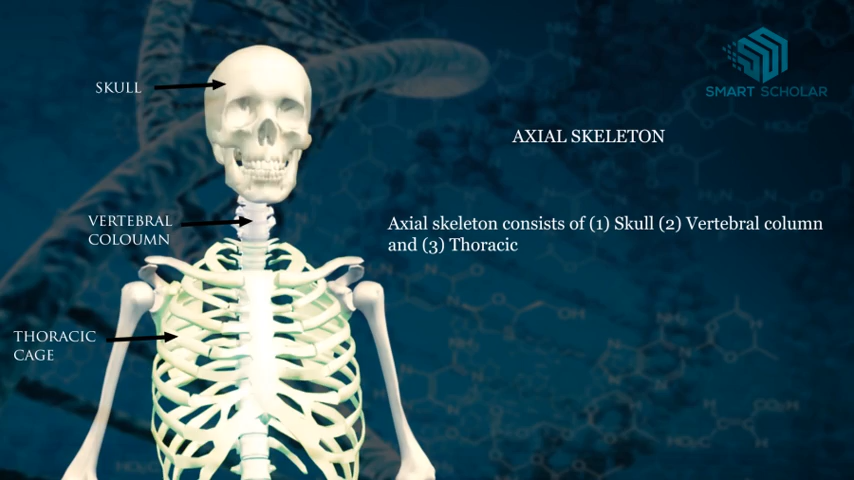 SKULL
SMART SCHOLAR
AXIAL SKELETON
VERTEBRAL
COLOUMN
Axial skeleton consists of (1) Skull (2) Vertebral column
and (3) Thoracic
THORACIC
CAGE